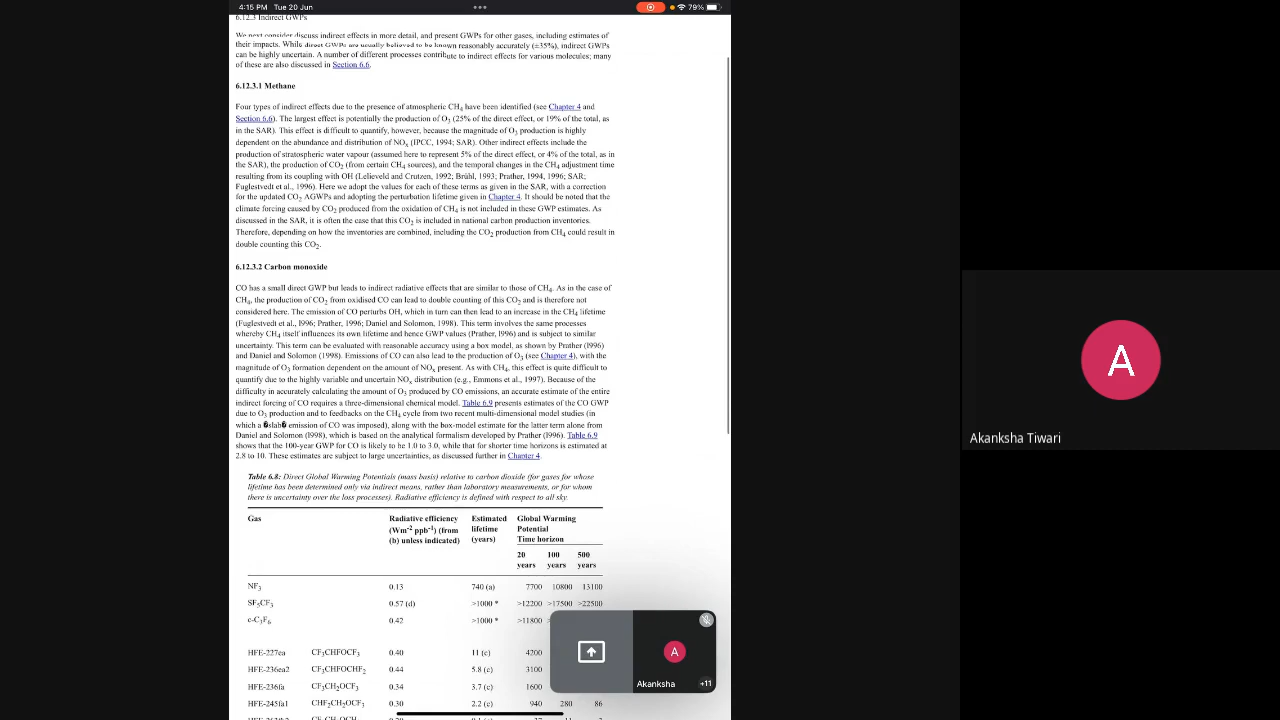 4:15 PM Tue 20 Jun
79%
6.12.3 Indirect GWPs
We next consider discuss indirect effects in more detail, and present GWPs for other gases, including estimates of
their impacts. While direct GWPs are usually believed to be known reasonably accurately (±35%), indirect GWPs
can be highly uncertain. A number of different processes contribute to indirect effects for various molecules; many
of these are also discussed in Section 6.6.
6.12.3.1 Methane
Four types of indirect effects due to the presence of atmospheric CH4 have been identified (see Chapter 4 and
Section 6.6). The largest effect is potentially the production of O3 (25% of the direct effect, or 19% of the total, as
in the SAR). This effect is difficult to quantify, however, because the magnitude of O3 production is highly
dependent on the abundance and distribution of NOx (IPCC, 1994; SAR). Other indirect effects include the
production of stratospheric water vapour (assumed here to represent 5% of the direct effect, or 4% of the total, as in
the SAR), the production of CO2 (from certain CH4 sources), and the temporal changes in the CH4 adjustment time
resulting from its coupling with OH (Lelieveld and Crutzen, 1992; Brühl, 1993; Prather, 1994, 1996; SAR;
Fuglestvedt et al., 1996). Here we adopt the values for each of these terms as given in the SAR, with a correction
for the updated CO2 AGWPs and adopting the perturbation lifetime given in Chapter 4. It should be noted that the
climate forcing caused by CO2 produced from the oxidation of CH4 is not included in these GWP estimates. As
discussed in the SAR, it is often the case that this CO2 is included in national carbon production inventories.
Therefore, depending on how the inventories are combined, including the CO2 production from CH4 could result in
double counting this CO2.
6.12.3.2 Carbon monoxide
CO has a small direct GWP but leads to indirect radiative effects that are similar to those of CH4. As in the case of
CH4, the production of CO2 from oxidised CO can lead to double counting of this CO2 and is therefore not
considered here. The emission of CO perturbs OH, which in turn can then lead to an increase in the CH4 lifetime
(Fuglestvedt et al., l996; Prather, 1996; Daniel and Solomon, 1998). This term involves the same processes
whereby CH4 itself influences its own lifetime and hence GWP values (Prather, l996) and is subject to similar
uncertainty. This term can be evaluated with reasonable accuracy using a box model, as shown by Prather (l996)
and Daniel and Solomon (1998). Emissions of CO can also lead to the production of O3 (see Chapter 4), with the
magnitude of O3 formation dependent on the amount of NOx present. As with CH4, this effect is quite difficult to
quantify due to the highly variable and uncertain NOx distribution (e.g., Emmons et al., 1997). Because of the
difficulty in accurately calculating the amount of O3 produced by CO emissions, an accurate estimate of the entire
indirect forcing of CO requires a three-dimensional chemical model. Table 6.9 presents estimates of the CO GWP
due to O3 production and to feedbacks on the CH4 cycle from two recent multi-dimensional model studies (in
which a �slab� emission of CO was imposed), along with the box-model estimate for the latter term alone from
Daniel and Solomon (l998), which is based on the analytical formalism developed by Prather (l996). Table 6.9
shows that the 100-year GWP for CO is likely to be 1.0 to 3.0, while that for shorter time horizons is estimated at
2.8 to 10. These estimates are subject to large uncertainties, as discussed further in Chapter 4.
Table 6.8: Direct Global Warming Potentials (mass basis) relative to carbon dioxide (for gases for whose
lifetime has been determined only via indirect means, rather than laboratory measurements, or for whom
there is uncertainty over the loss processes). Radiative efficiency is defined with respect to all sky.
Gas Radiative efficiency Estimated Global Warming
(Wm-2 ppb-1) (from lifetime Potential
(b) unless indicated) (years) Time horizon
20 100 500
years years years
NF3 0.13 740 (a) 7700 10800 13100
SF5CF3 0.57 (d) >1000 * >12200 >17500 >22500
c-C3F6 0.42 >1000 * >11800
HFE-227ea CF3CHFOCF3 0.40 11 (c) 4200
HFE-236ea2 CF3CHFOCHF2 0.44 5.8 (c) 3100
HFE-236fa CF3CH2OCF3 0.34 3.7 (c) 1600
HFE-245fa1 CHF2CH2OCF3 0.30 2.2 (c) 940 280 86
A
Akanksha +11
A
Akanksha Tiwari